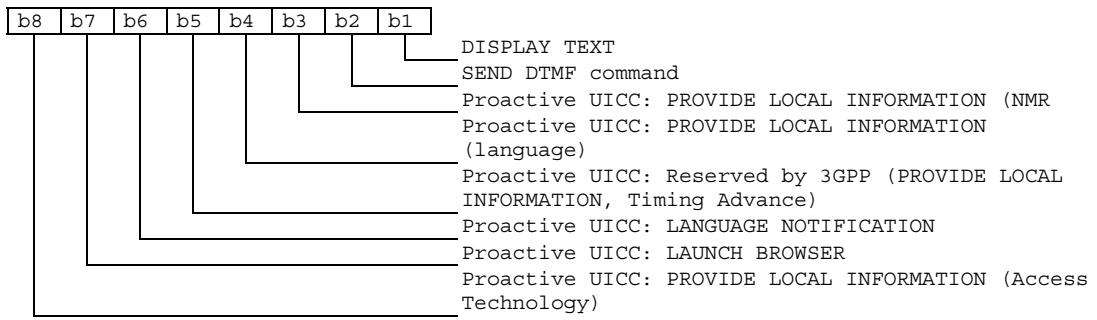 b8 b7 b6 b5 b4 b3 b2 b1
DISPLAY TEXT
SEND DTMF command
Proactive UICC: PROVIDE LOCAL INFORMATION (NMR
Proactive UICC: PROVIDE LOCAL INFORMATION
(language)
Proactive UICC: Reserved by 3GPP (PROVIDE LOCAL
INFORMATION, Timing Advance)
Proactive UICC: LANGUAGE NOTIFICATION
Proactive UICC: LAUNCH BROWSER
Proactive UICC: PROVIDE LOCAL INFORMATION (Access
Technology)